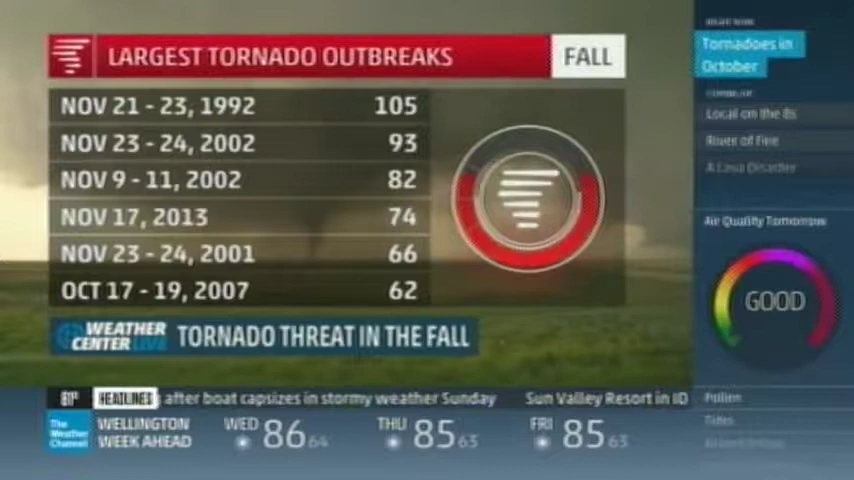 LARGEST TORNADO OUTBREAKS FALL
NOV 21 - 23, 1992 105
NOV 23 - 24, 2002 93
NOV 9 - 11, 2002 82
NOV 17, 2013 74
NOV 23 - 24, 2001 66
OCT 17 - 19, 2007 62
WEATHER
CENTER LIVE
TORNADO THREAT IN THE FALL
Tornadoes in
October
Local on the 8s
River of Fire
A Lava Disaster
Air Quality Tomorrow
GOOD
Pollen
Tides
81° HEADLINES after boat capsizes in stormy weather Sunday Sun Valley Resort in ID
The
Weather
Channel
WELLINGTON
WEEK AHEAD
WED 86 64
THU 85 63
FRI 85 63